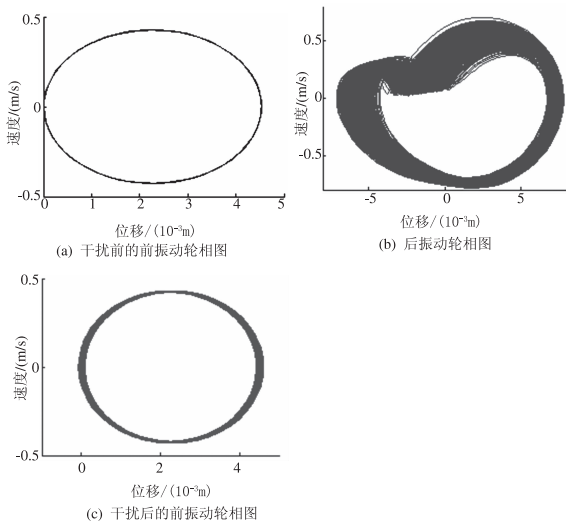 0.5
0
-0.5
速度/(m/s)
0 1 2 3 4 5
位移/(10⁻³m)
(a) 干扰前的前振动轮相图
0.5
0
-0.5
速度/(m/s)
-5 0 5
位移/(10⁻³m)
(b) 后振动轮相图
0.5
0
-0.5
速度/(m/s)
0 2 4
位移/(10⁻³m)
(c) 干扰后的前振动轮相图